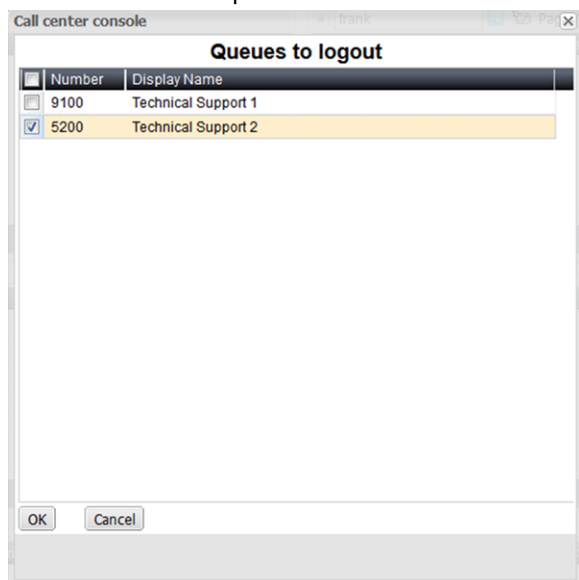 Call center console
frank
Queues to logout
Number Display Name
9100 Technical Support 1
5200 Technical Support 2
OK Cancel